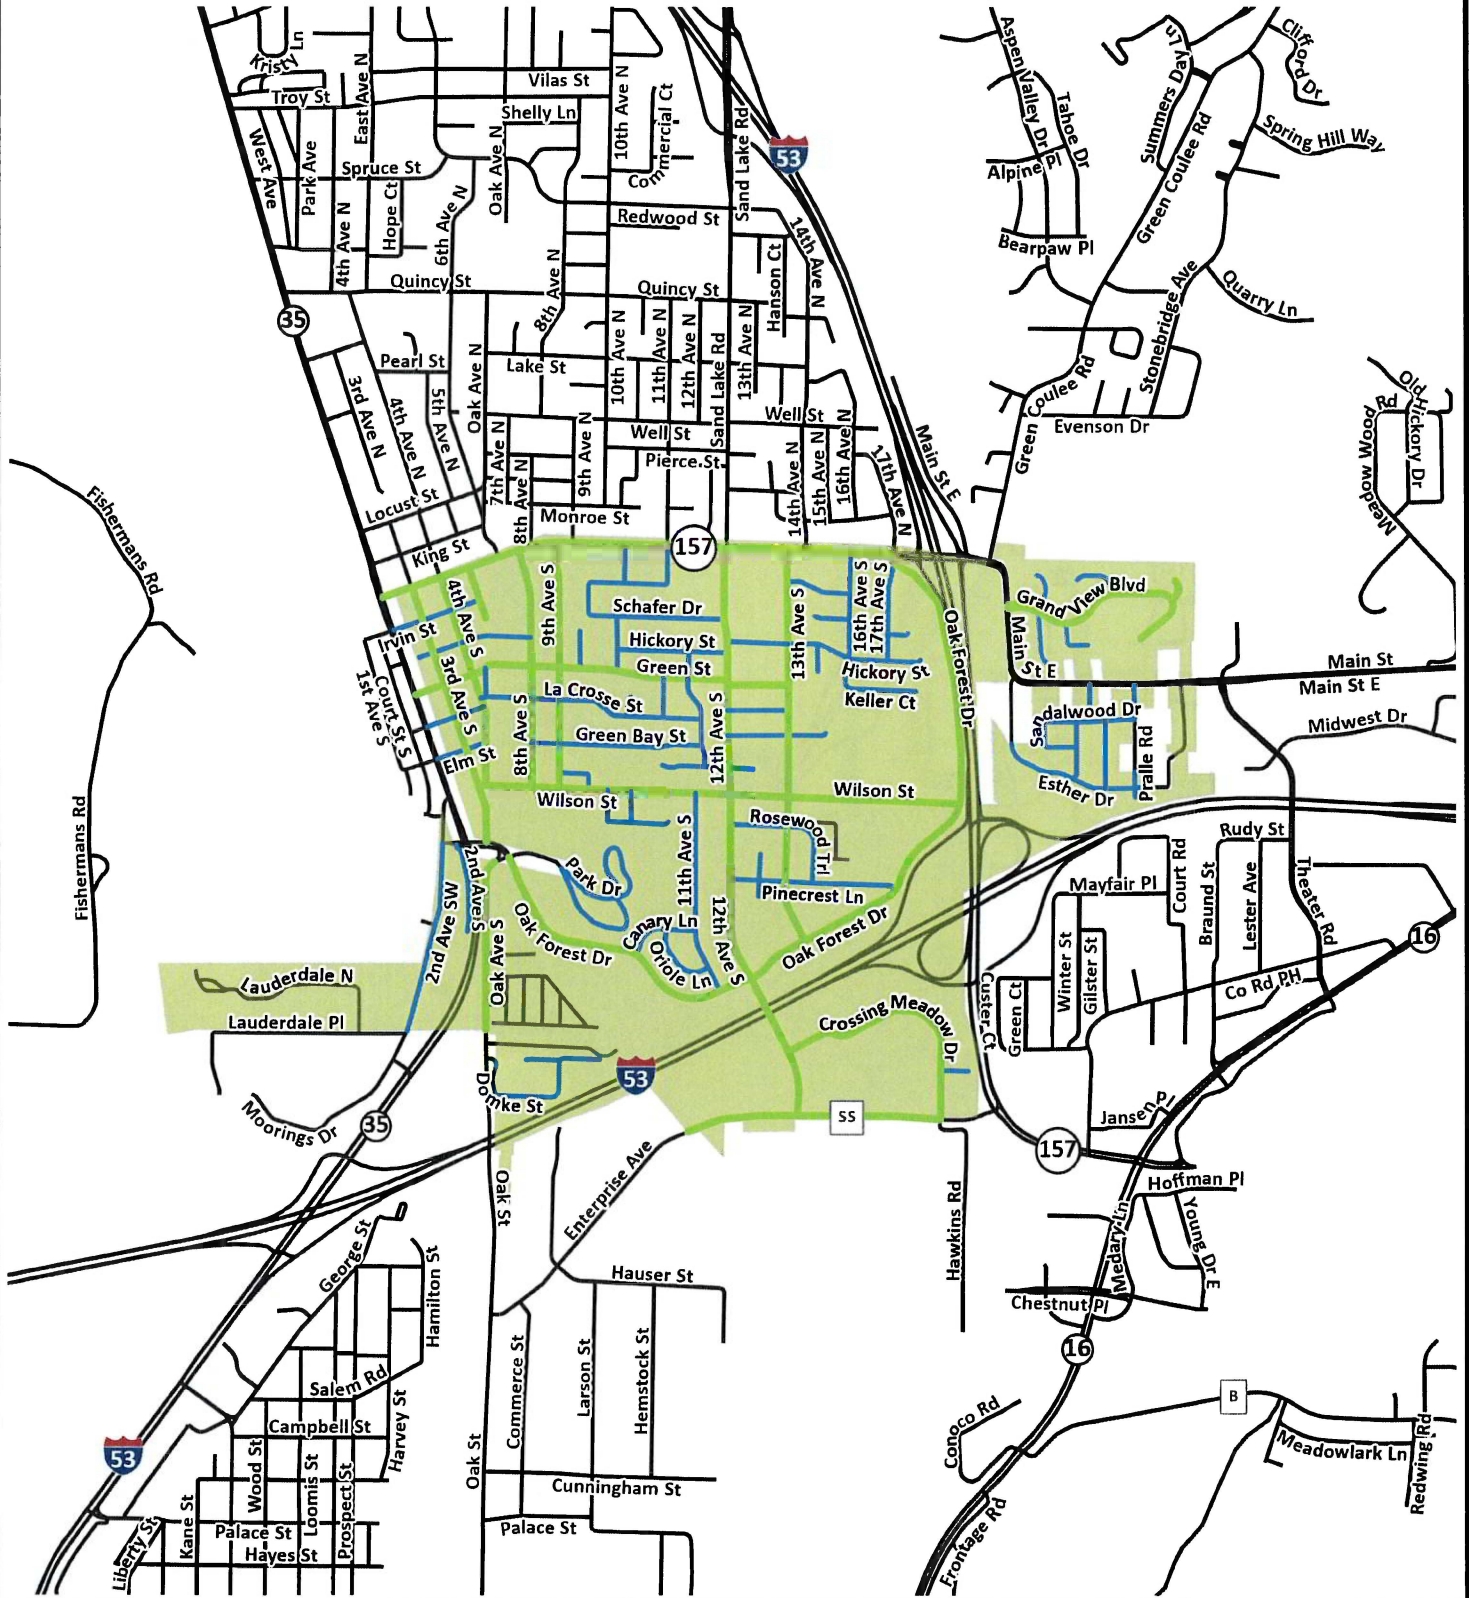 Kristy Ln
Vilas St
Troy St
East Ave N
Shelly Ln
10th Ave N
Commercial Ct
Sand Lake Rd
53
Aspen Valley Dr
Tahoe Dr
Alpine Pl
Bearpaw Pl
Summers Day Ln
Clifford Dr
Spring Hill Way
Green Coulee Rd
Quarry Ln
Stonebridge Ave
West Ave
Park Ave
Spruce St
Hope Ct
4th Ave N
6th Ave N
Oak Ave N
Redwood St
14th Ave N
Hanson Ct
Quincy St
Quincy St
8th Ave N
35
Pearl St
Lake St
3rd Ave N
4th Ave N
5th Ave N
Oak Ave N
10th Ave N
11th Ave N
12th Ave N
Sand Lake Rd
13th Ave N
Well St
Well St
Pierce St
7th Ave N
8th Ave N
9th Ave N
14th Ave N
15th Ave N
16th Ave N
17th Ave N
Main St E
Green Coulee Rd
Evenson Dr
Old Hickory Dr
Meadow Wood Rd
Locust St
King St
Monroe St
157
Fishermans Rd
Fishermans Rd
Irvin St
4th Ave S
3rd Ave S
Court St S
1st Ave S
Elm St
9th Ave S
8th Ave S
Schafer Dr
Hickory St
Green St
La Crosse St
Green Bay St
12th Ave S
13th Ave S
16th Ave S
17th Ave S
Hickory St
Keller Ct
Oak Forest Dr
Grand View Blvd
Main St E
Main St
Main St E
Midwest Dr
Sandalwood Dr
Pralle Rd
Esther Dr
Wilson St
Wilson St
Rosewood Trl
Pinecrest Ln
11th Ave S
12th Ave S
Park Dr
Canary Ln
Oriole Ln
Oak Forest Dr
Oak Forest Dr
2nd Ave S
2nd Ave SW
Oak Ave S
Lauderdale N
Lauderdale Pl
Moorings Dr
35
Domke St
53
Crossing Meadow Dr
SS
Custer Ct
Green Ct
Winter St
Gilster St
Mayfair Pl
Court Rd
Rudy St
Braund St
Lester Ave
Theater Rd
16
Co Rd PH
Jansen Pl
157
Hoffman Pl
Young Dr E
Medary Ln
Chestnut Pl
16
Hawkins Rd
Enterprise Ave
Oak St
Hauser St
Commerce St
Larson St
Hemstock St
Oak St
Cunningham St
Palace St
George St
Hamilton St
Salem Rd
Campbell St
Harvey St
53
Wood St
Loomis St
Prospect St
Kane St
Palace St
Hayes St
Liberty St
B
Conoco Rd
Meadowlark Ln
Redwing Rd
Frontage Rd